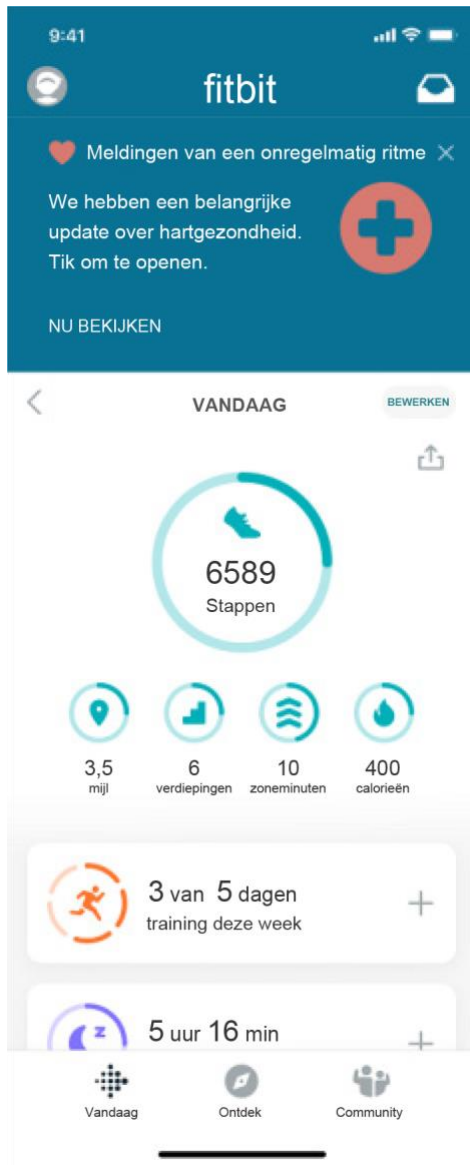 9:41
fitbit
Meldingen van een onregelmatig ritme
We hebben een belangrijke
update over hartgezondheid.
Tik om te openen.
NU BEKIJKEN
VANDAAG
BEWERKEN
6589
Stappen
3,5
mijl
6
verdiepingen
10
zoneminuten
400
calorieën
3 van 5 dagen
training deze week
z
5 uur 16 min
Vandaag
Ontdek
Community